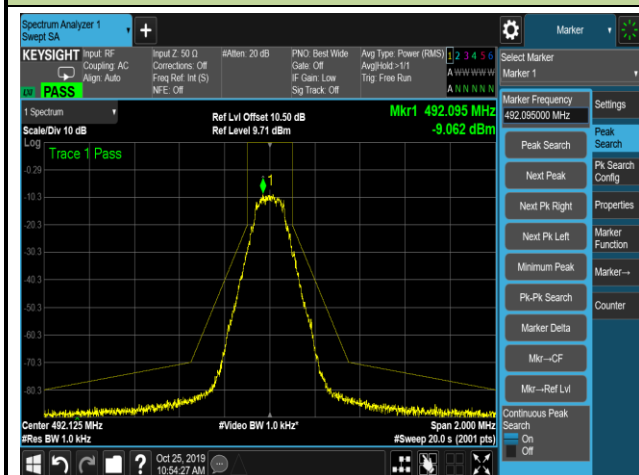 Spectrum Analyzer 1
Swept SA
Marker
KEYSIGHT Input: RF Input Z: 50 Ω #Atten: 20 dB PNO: Best Wide Avg Type: Power (RMS) 1 2 3 4 5 6
Coupling: AC Corrections: Off Gate: Off Avg|Hold:>1/1 A W W W W W
Align: Auto Freq Ref: Int (S) IF Gain: Low Trig: Free Run
NFE: Off Sig Track: Off A N N N N N
PASS
Select Marker
Marker 1
1 Spectrum
Scale/Div 10 dB
Ref Lvl Offset 10.50 dB
Ref Level 9.71 dBm
Mkr1 492.095 MHz
-9.062 dBm
Log
Trace 1 Pass
1
-0.29
-10.3
-20.3
-30.3
-40.3
-50.3
-60.3
-70.3
-80.3
Center 492.125 MHz
#Res BW 1.0 kHz
#Video BW 1.0 kHz*
Span 2.000 MHz
#Sweep 20.0 s (2001 pts)
Marker Frequency
492.095000 MHz
Peak Search
Next Peak
Next Pk Right
Next Pk Left
Minimum Peak
Pk-Pk Search
Marker Delta
Mkr→CF
Mkr→Ref Lvl
Continuous Peak
Search
On
Off
Settings
Peak
Search
Pk Search
Config
Properties
Marker
Function
Marker→
Counter
Oct 25, 2019
10:54:27 AM